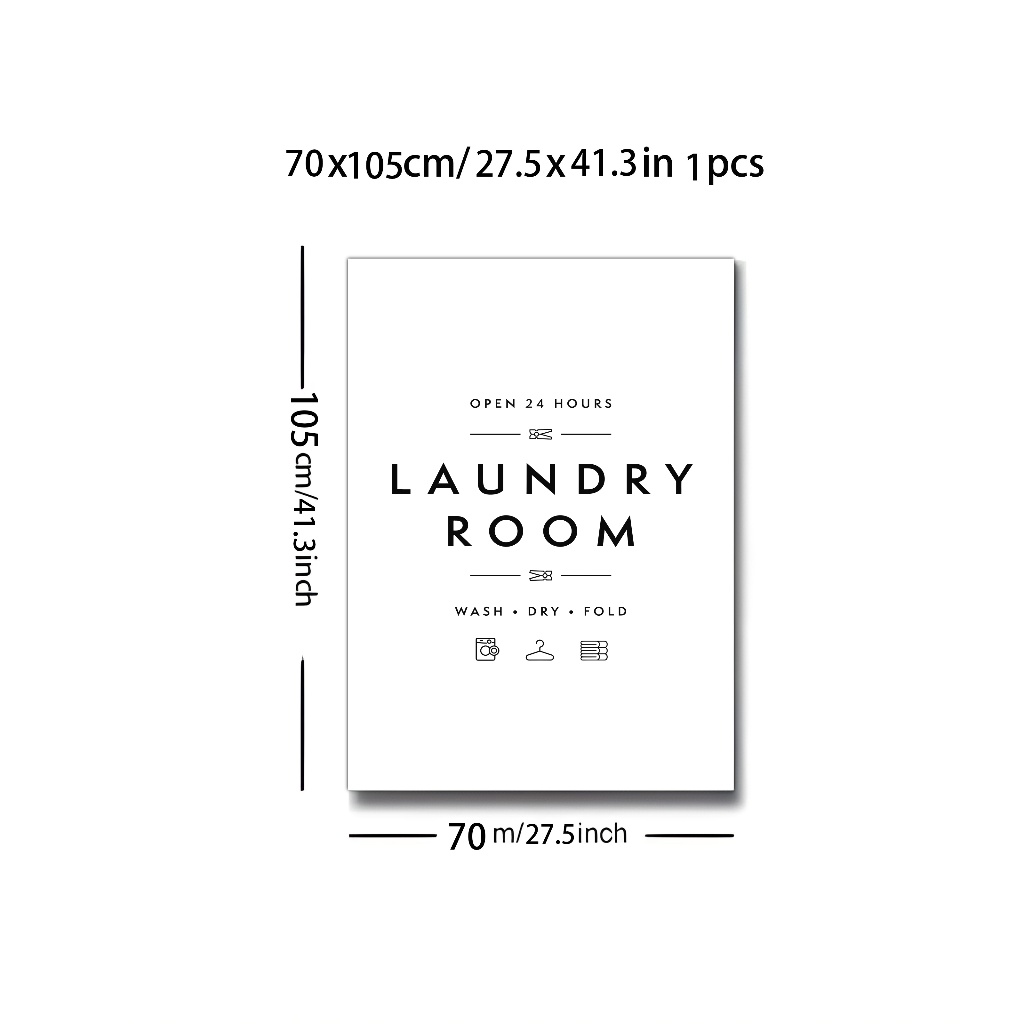 70x105cm/27.5x41.3in 1pcs
105cm/41.3inch
OPEN 24 HOURS
LAUNDRY
ROOM
WASH • DRY • FOLD
70 m/27.5inch